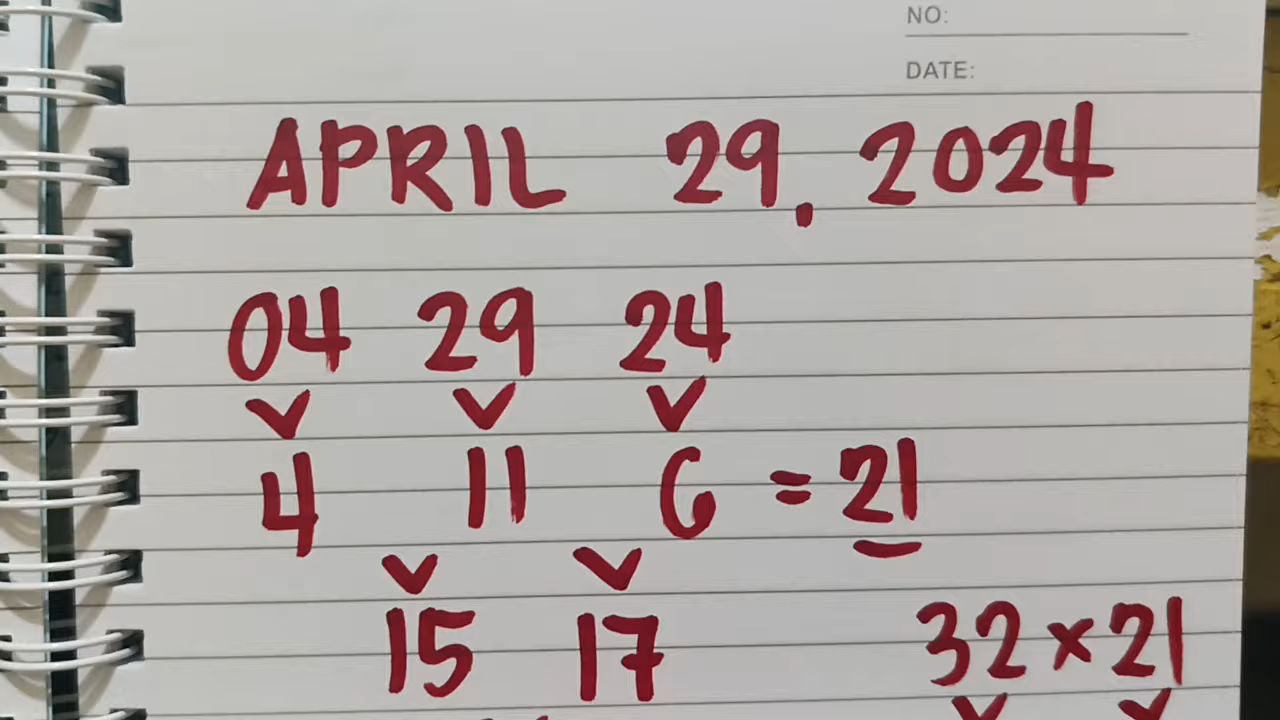 NO:
DATE:
APRIL 29, 2024
04 29 24
4 11 6 = 21
15 17
32 x 21